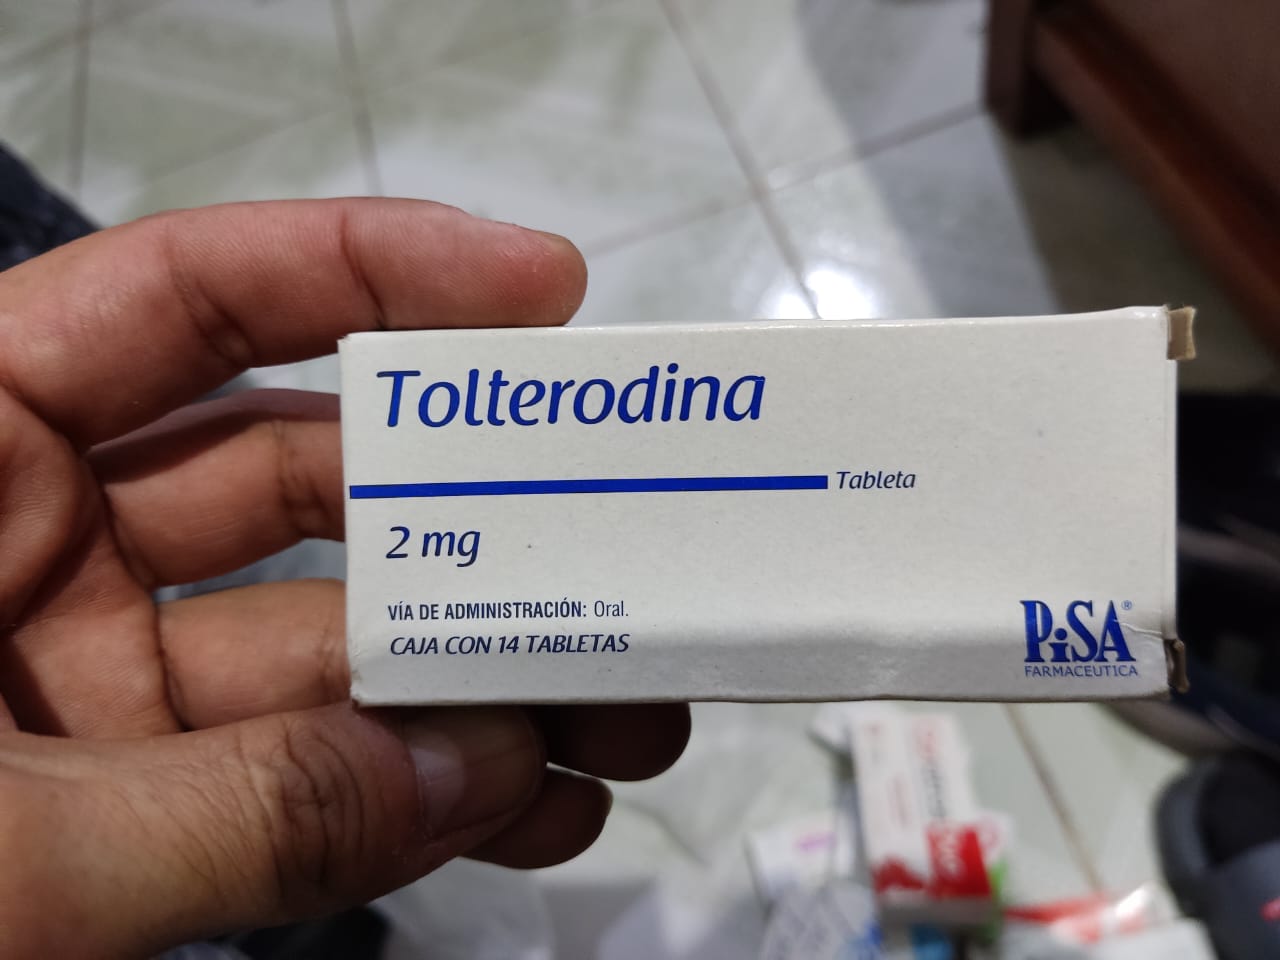 Tolterodina
Tableta
2 mg
VÍA DE ADMINISTRACIÓN: Oral.
CAJA CON 14 TABLETAS
PiSA®
FARMACEUTICA